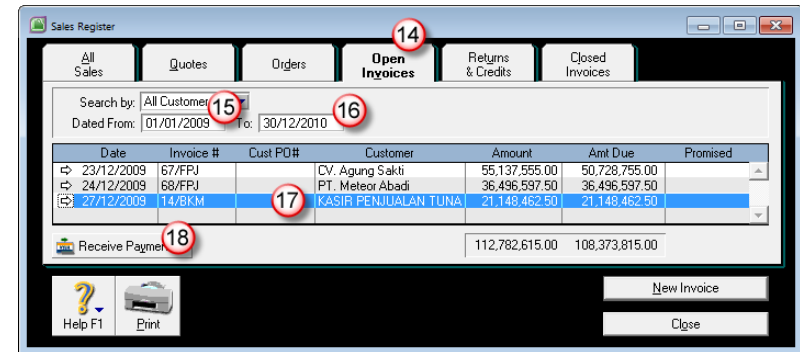 Sales Register
14
All Sales Quotes Orders Open Invoices Returns & Credits Closed Invoices
Search by: All Customer 15
Dated From: 01/01/2009 To: 30/12/2010 16
Date Invoice # Cust PO# Customer Amount Amt Due Promised
23/12/2009 67/FPJ CV. Agung Sakti 55,137,555.00 50,728,755.00
24/12/2009 68/FPJ PT. Meteor Abadi 36,496,597.50 36,496,597.50
27/12/2009 14/BKM 17 KASIR PENJUALAN TUNA 21,148,462.50 21,148,462.50
Receive Payme 18 112,782,615.00 108,373,815.00
New Invoice
Help F1 Print Close